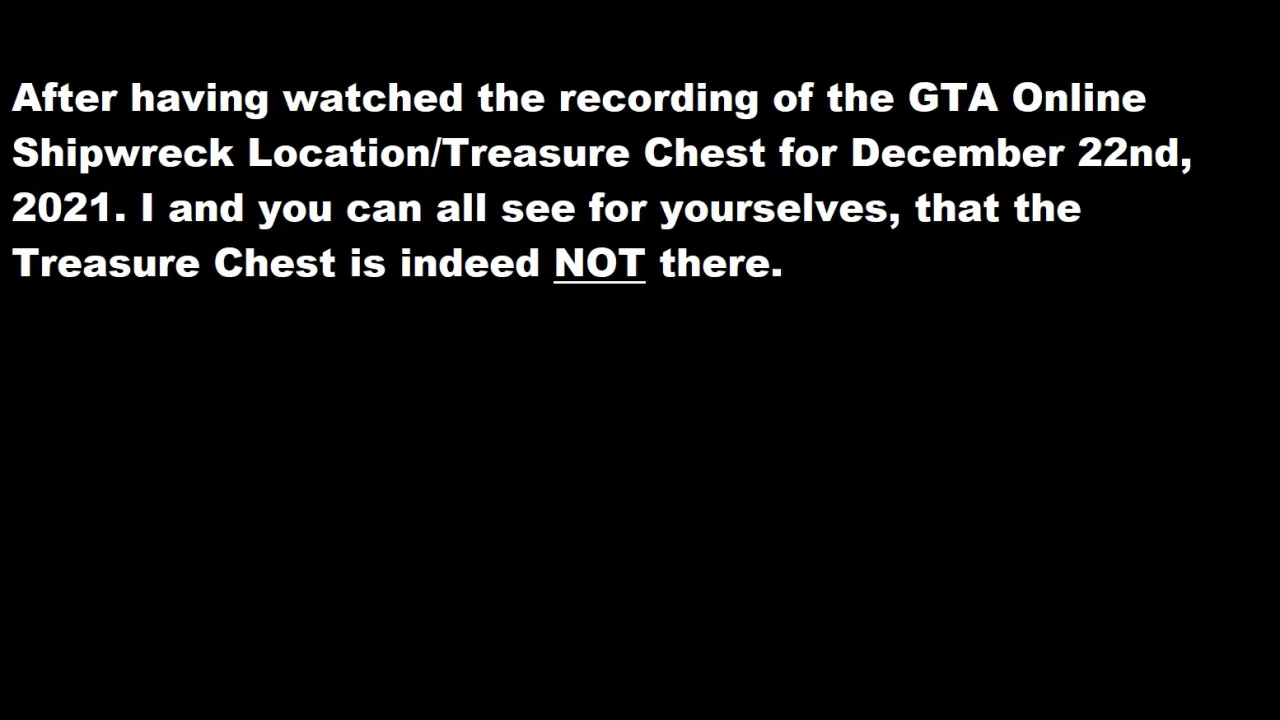 After having watched the recording of the GTA Online
Shipwreck Location/Treasure Chest for December 22nd,
2021. I and you can all see for yourselves, that the
Treasure Chest is indeed NOT there.